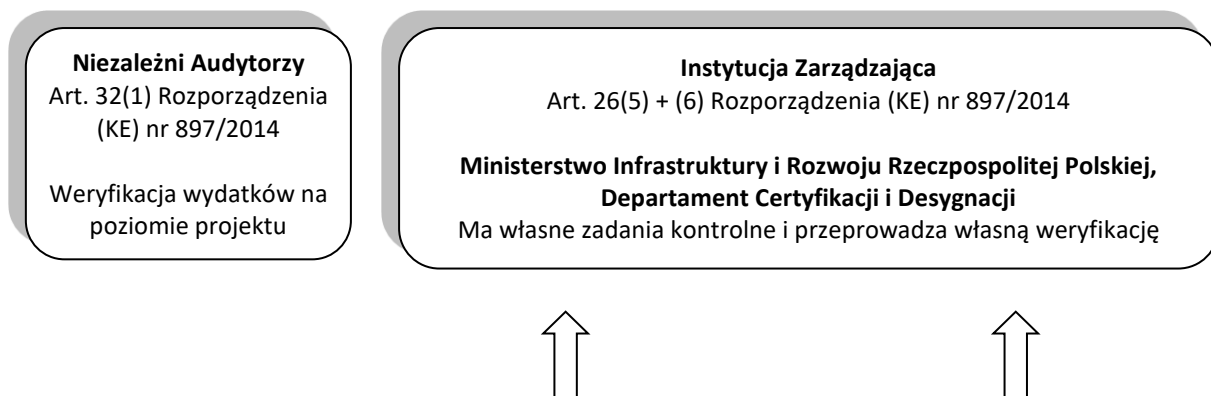 Niezależni Audytorzy
Art. 32(1) Rozporządzenia
(KE) nr 897/2014
Weryfikacja wydatków na
poziomie projektu
Instytucja Zarządzająca
Art. 26(5) + (6) Rozporządzenia (KE) nr 897/2014
Ministerstwo Infrastruktury i Rozwoju Rzeczpospolitej Polskiej,
Departament Certyfikacji i Desygnacji
Ma własne zadania kontrolne i przeprowadza własną weryfikację